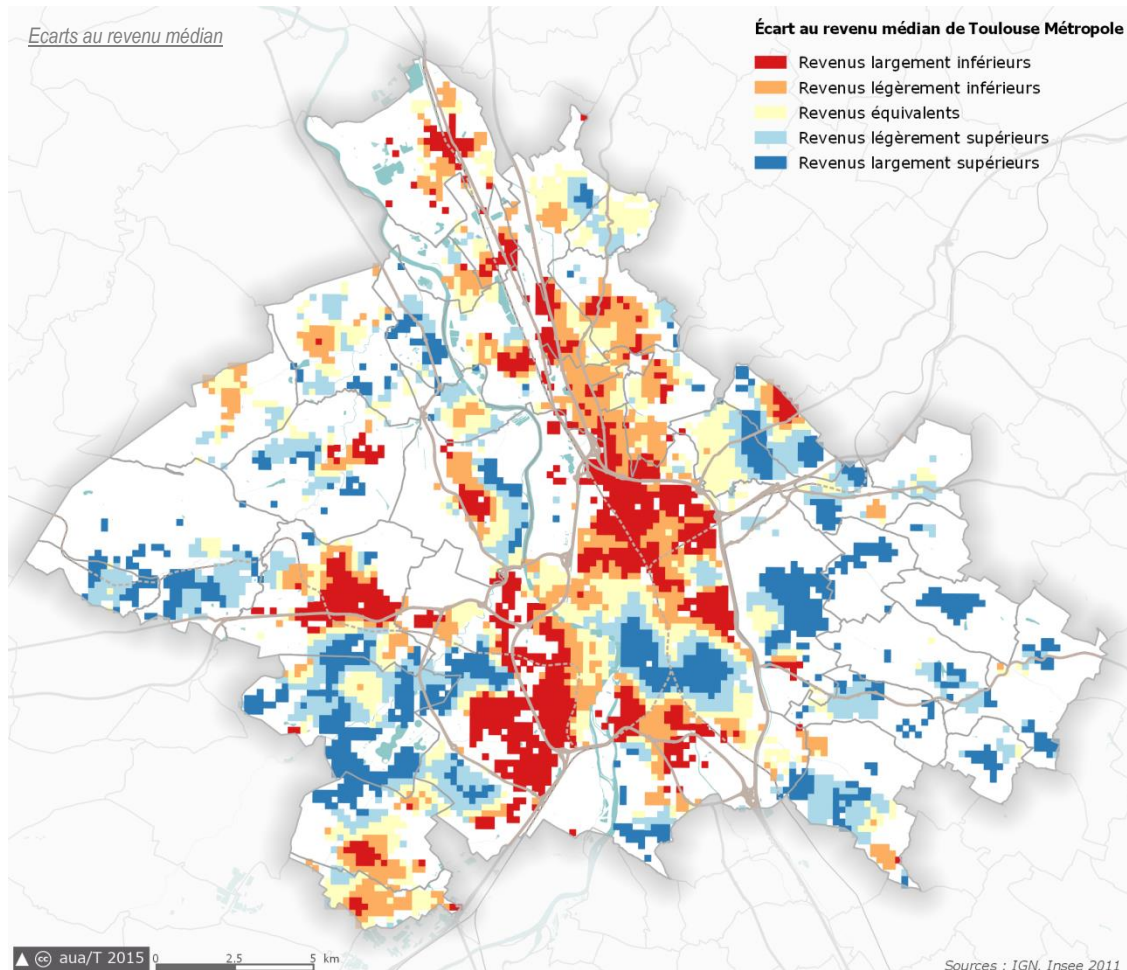 Ecarts au revenu médian
Écart au revenu médian de Toulouse Métropole
Revenus largement inférieurs
Revenus légèrement inférieurs
Revenus équivalents
Revenus légèrement supérieurs
Revenus largement supérieurs
▲ cc aua/T 2015
0 2,5 5 km
Sources : IGN, Insee 2011